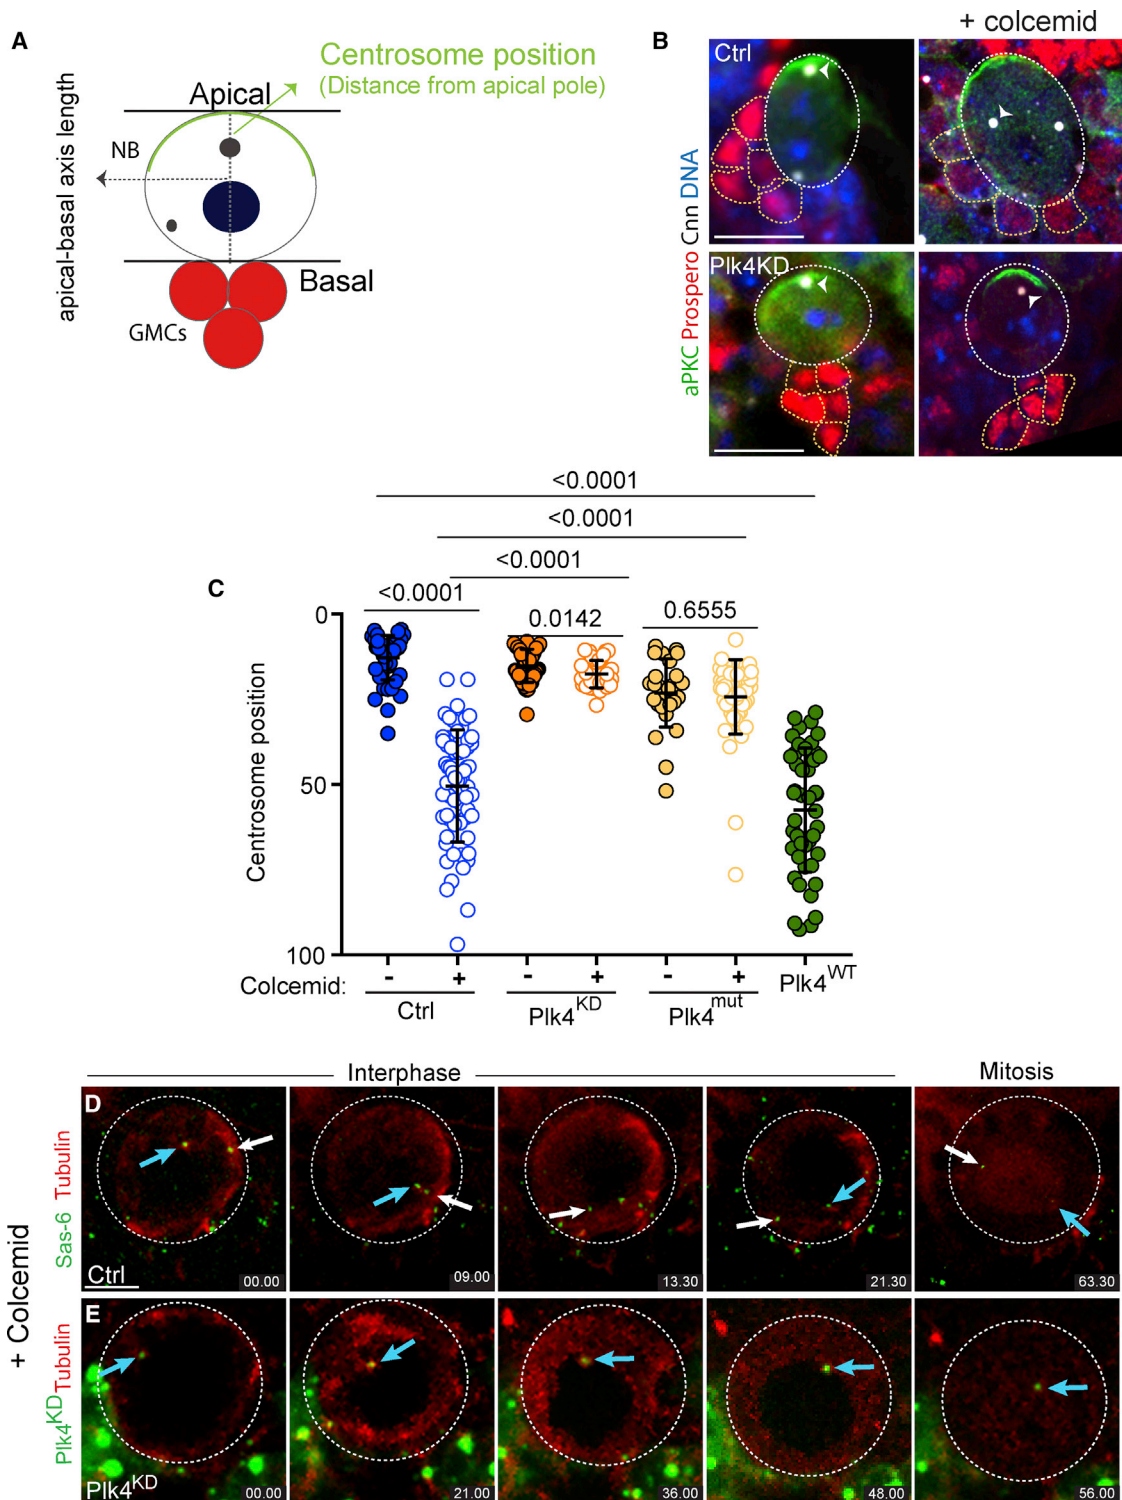 A
Centrosome position
(Distance from apical pole)
Apical
apical-basal axis length
NB
Basal
GMCs
B
+ colcemid
aPKC Prospero Cnn DNA
Ctrl
Plk4KD
C
<0.0001
<0.0001
<0.0001
<0.0001
0.0142
0.6555
Centrosome position
0
50
100
Colcemid:
- + - + - +
Ctrl
Plk4KD
Plk4mut
Plk4WT
Interphase
Mitosis
+ Colcemid
D
Sas-6 Tubulin
Ctrl
00.00
09.00
13.30
21.30
63.30
E
Plk4KD Tubulin
Plk4KD
00.00
21.00
36.00
48.00
56.00